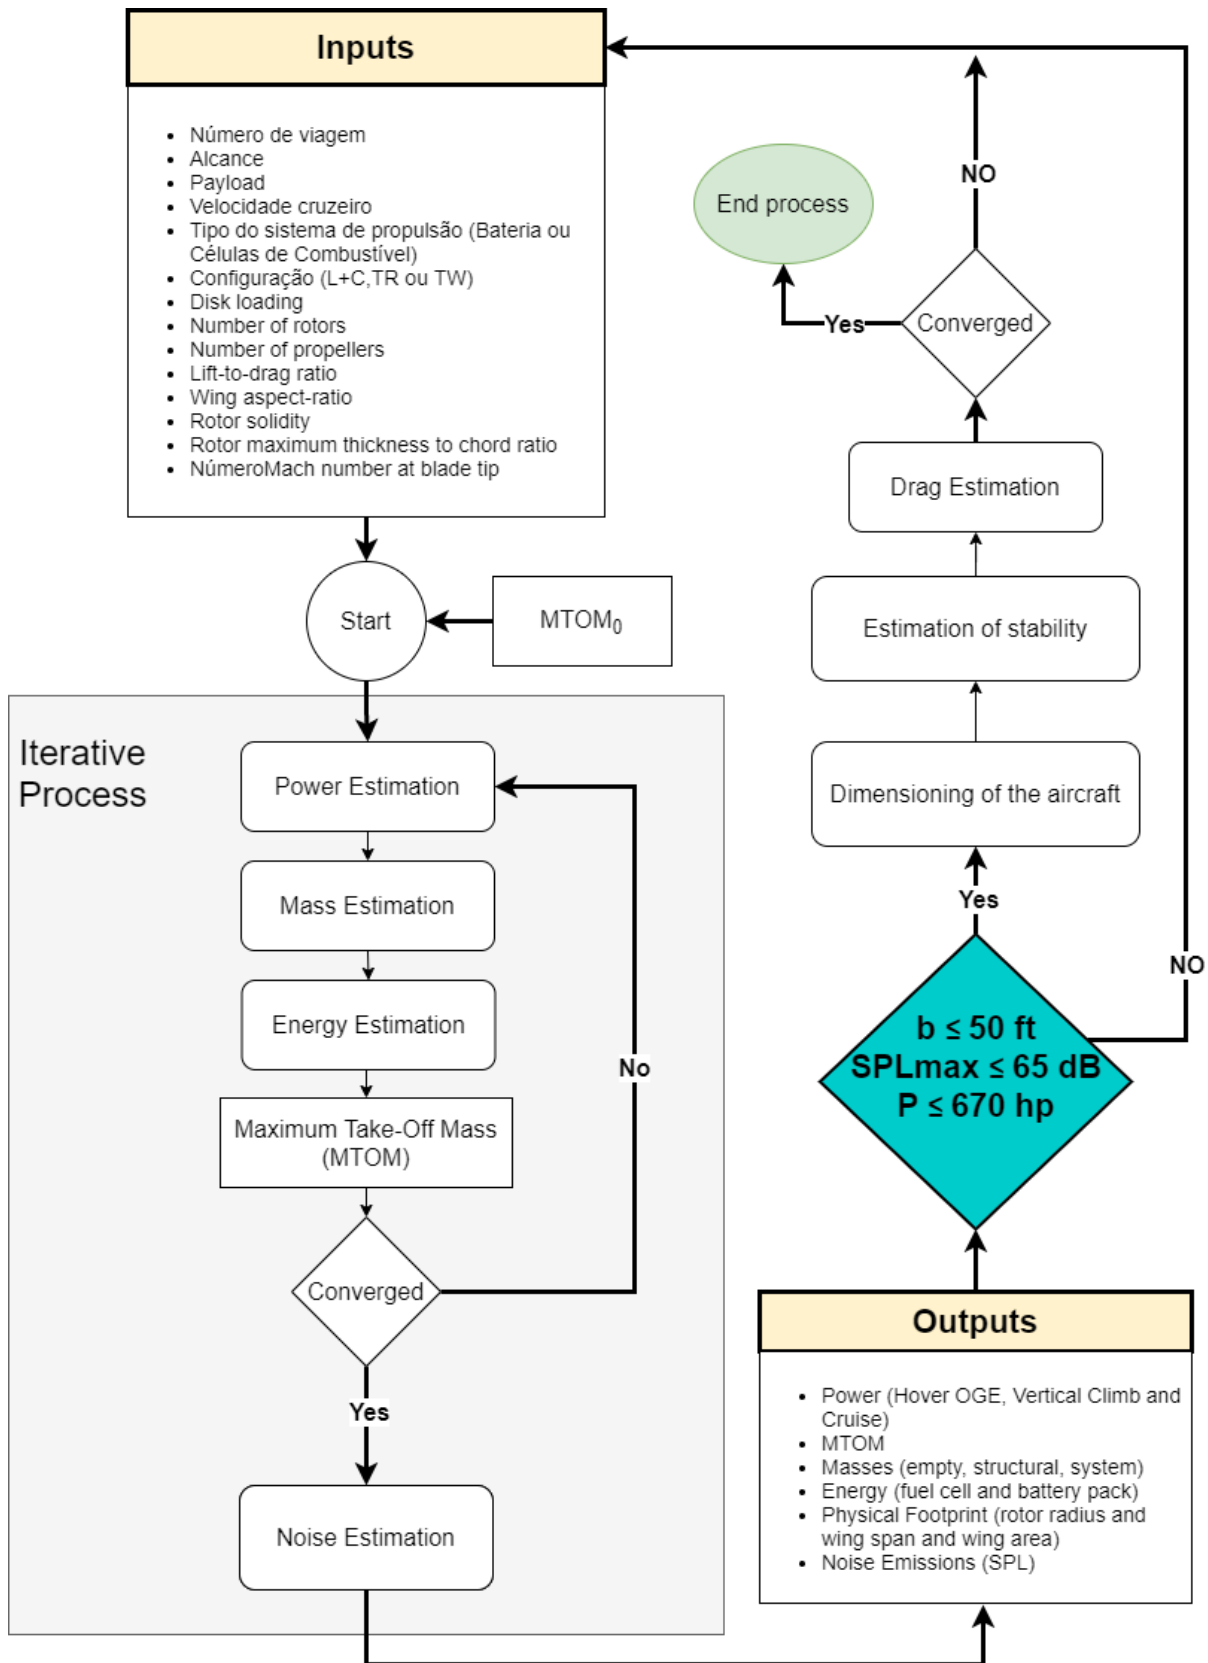 Inputs
• Número de viagem
• Alcance
• Payload
• Velocidade cruzeiro
• Tipo do sistema de propulsão (Bateria ou
Células de Combustível)
• Configuração (L+C,TR ou TW)
• Disk loading
• Number of rotors
• Number of propellers
• Lift-to-drag ratio
• Wing aspect-ratio
• Rotor solidity
• Rotor maximum thickness to chord ratio
• NúmeroMach number at blade tip
Start
MTOM₀
Iterative
Process
Power Estimation
Mass Estimation
Energy Estimation
Maximum Take-Off Mass
(MTOM)
Converged
No
Yes
Noise Estimation
Outputs
• Power (Hover OGE, Vertical Climb and
Cruise)
• MTOM
• Masses (empty, structural, system)
• Energy (fuel cell and battery pack)
• Physical Footprint (rotor radius and
wing span and wing area)
• Noise Emissions (SPL)
b ≤ 50 ft
SPLmax ≤ 65 dB
P ≤ 670 hp
NO
Yes
Dimensioning of the aircraft
Estimation of stability
Drag Estimation
Converged
NO
Yes
End process